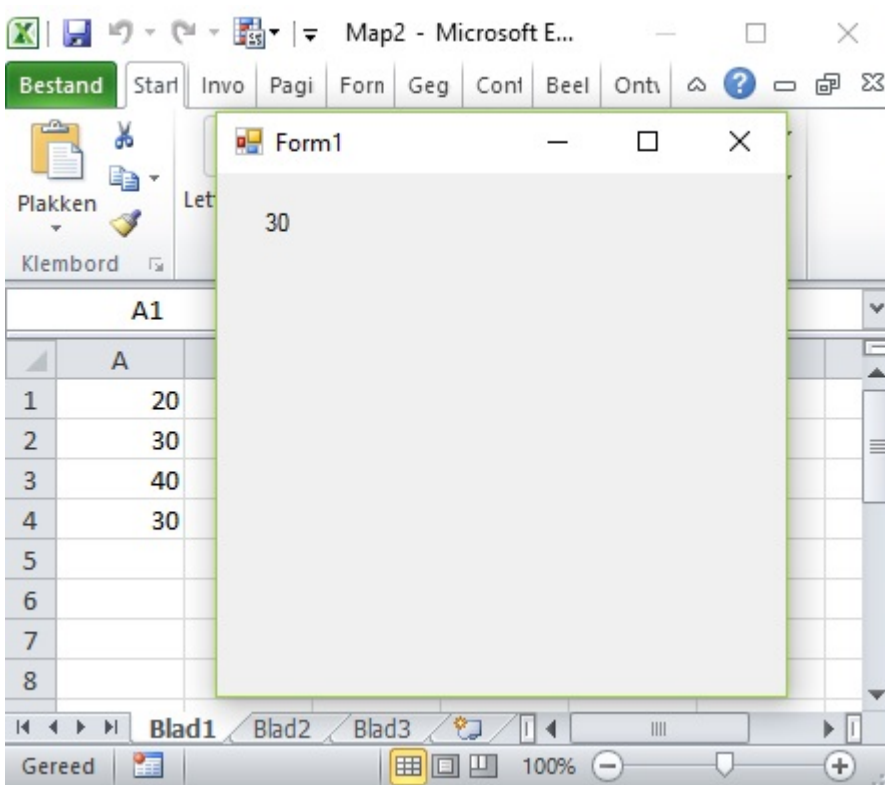 Map2 - Microsoft E...
Bestand Start Invo Pagi Forn Geg Cont Beel Ontv
Form1
Plakken Let
30
Klembord
A1
A
1 20
2 30
3 40
4 30
5
6
7
8
Blad1 Blad2 Blad3
Gereed 100%